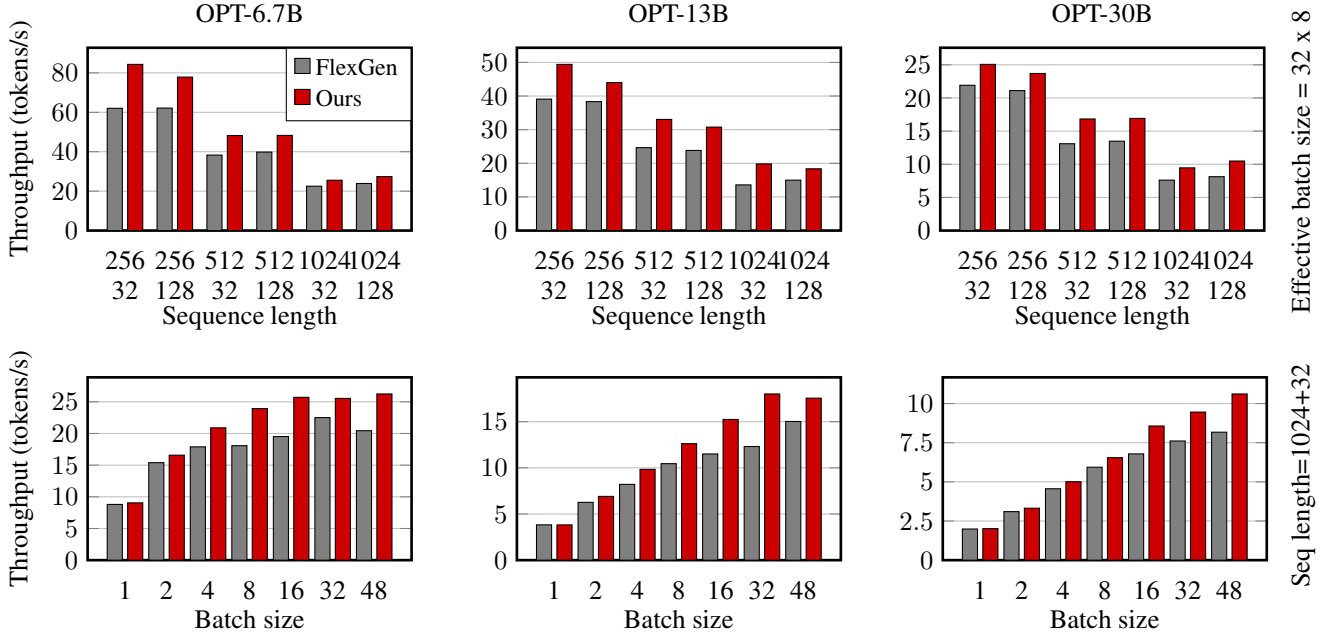 OPT-6.7B OPT-13B OPT-30B
Throughput (tokens/s)
80
60
40
20
0
FlexGen
Ours
256 256 512 512 1024 1024
32 128 32 128 32 128
Sequence length
50
40
30
20
10
0
256 256 512 512 1024 1024
32 128 32 128 32 128
Sequence length
25
20
15
10
5
0
256 256 512 512 1024 1024
32 128 32 128 32 128
Sequence length
Effective batch size = 32 x 8
Throughput (tokens/s)
25
20
15
10
5
0
1 2 4 8 16 32 48
Batch size
15
10
5
0
1 2 4 8 16 32 48
Batch size
10
7.5
5
2.5
0
1 2 4 8 16 32 48
Batch size
Seq length=1024+32